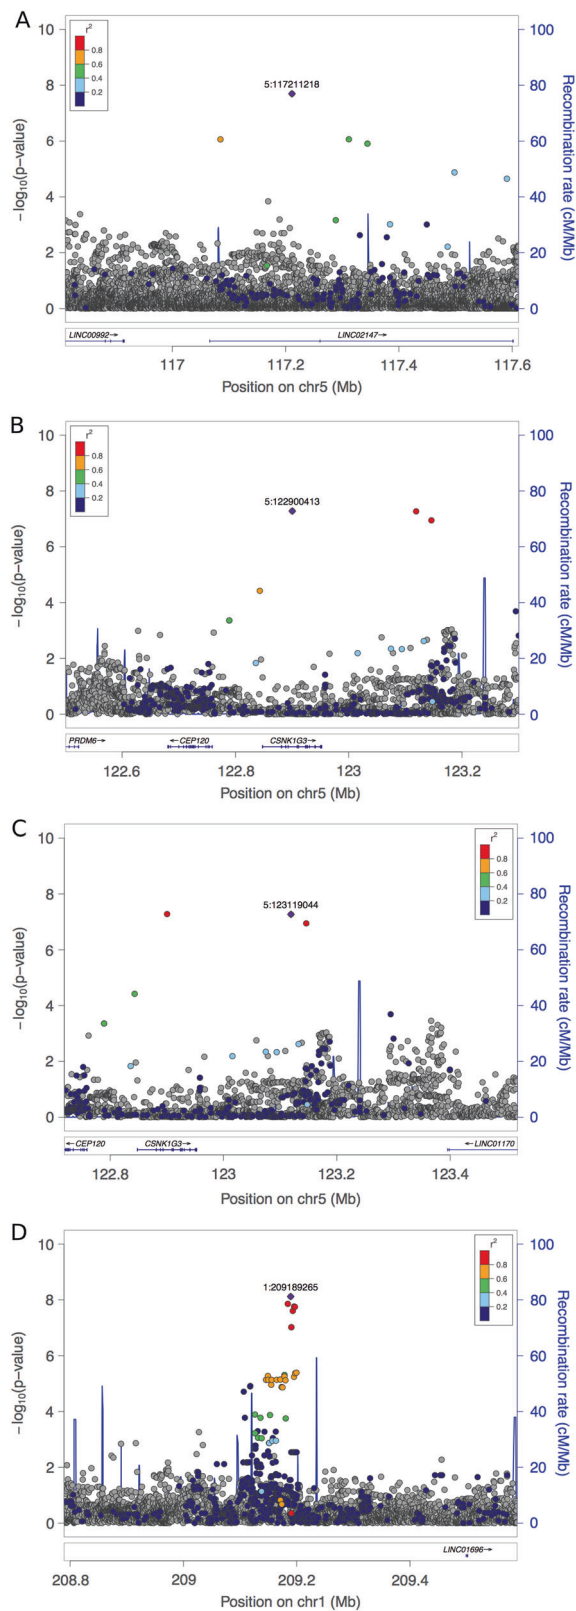 A
10
8
6
4
2
0
100
80
60
40
20
0
r²
0.8
0.6
0.4
0.2
5:117211218
−log10(p−value)
Recombination rate (cM/Mb)
LINC00992→
LINC02147→
117
117.2
117.4
117.6
Position on chr5 (Mb)
B
10
8
6
4
2
0
100
80
60
40
20
0
r²
0.8
0.6
0.4
0.2
5:122900413
−log10(p−value)
Recombination rate (cM/Mb)
PRDM6→
←CEP120
CSNK1G3→
122.6
122.8
123
123.2
Position on chr5 (Mb)
C
10
8
6
4
2
0
100
80
60
40
20
0
r²
0.8
0.6
0.4
0.2
5:123119044
−log10(p−value)
Recombination rate (cM/Mb)
←CEP120
CSNK1G3→
←LINC01170
122.8
123
123.2
123.4
Position on chr5 (Mb)
D
10
8
6
4
2
0
100
80
60
40
20
0
r²
0.8
0.6
0.4
0.2
1:209189265
−log10(p−value)
Recombination rate (cM/Mb)
LINC01696→
208.8
209
209.2
209.4
Position on chr1 (Mb)